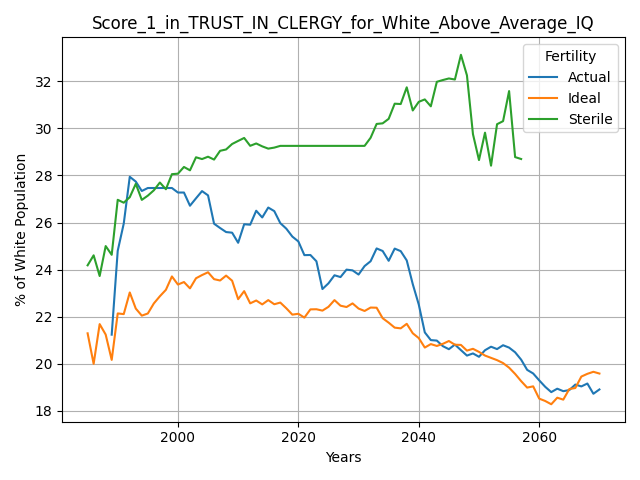 Score_1_in_TRUST_IN_CLERGY_for_White_Above_Average_IQ
Fertility
Actual
Ideal
Sterile
% of White Population
32
30
28
26
24
22
20
18
2000
2020
2040
2060
Years